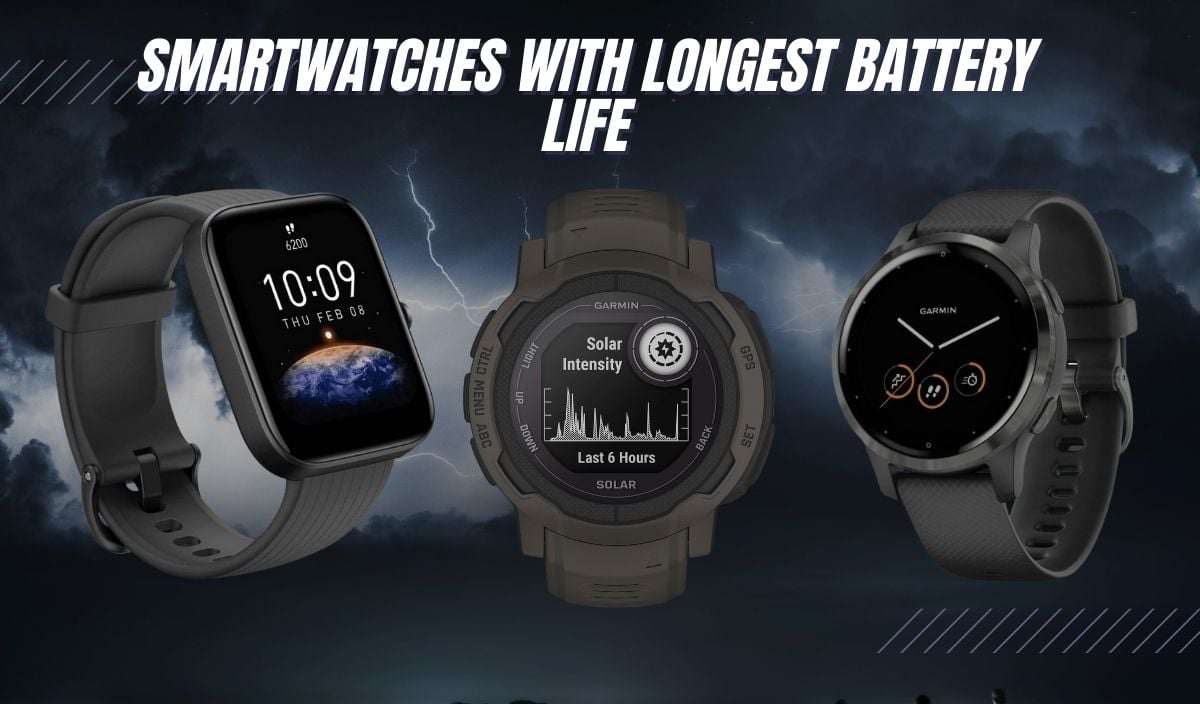 SMARTWATCHES WITH LONGEST BATTERY
LIFE
6200
10:09
THU FEB 08
GARMIN
Solar
Intensity
Last 6 Hours
SOLAR
LIGHT
UP
DOWN
BACK
CTRL
MENU
ABC
GPS
SET
GARMIN